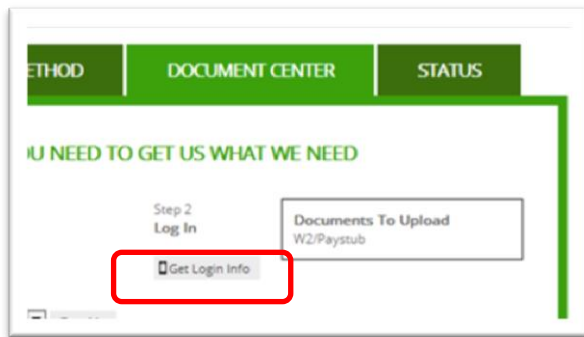 ETHOD DOCUMENT CENTER STATUS
OU NEED TO GET US WHAT WE NEED
Step 2
Log In
Get Login Info
Documents To Upload
W2/Paystub